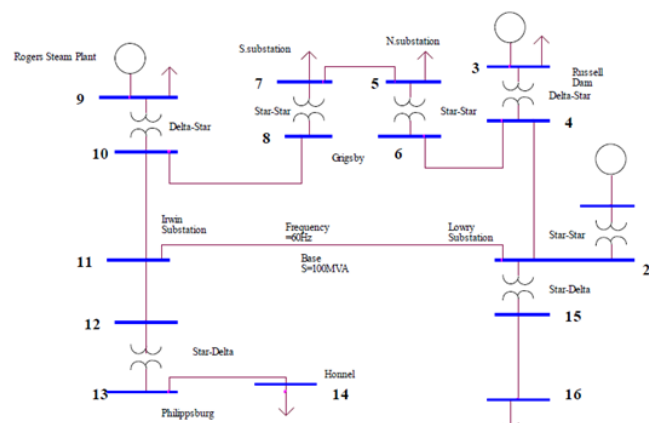 S.substation
N.substation
Rogers Steam Plant
7
5
3
Russell
Dam
9
Star-Star
Star-Star
Delta-Star
Delta-Star
8
6
4
10
Grigsby
Irwin
Substation
Frequency
=60Hz
Lowry
Substation
Star-Star
11
Base
S=100MVA
2
Star-Delta
12
15
Star-Delta
Honnel
13
14
16
Philippsburg